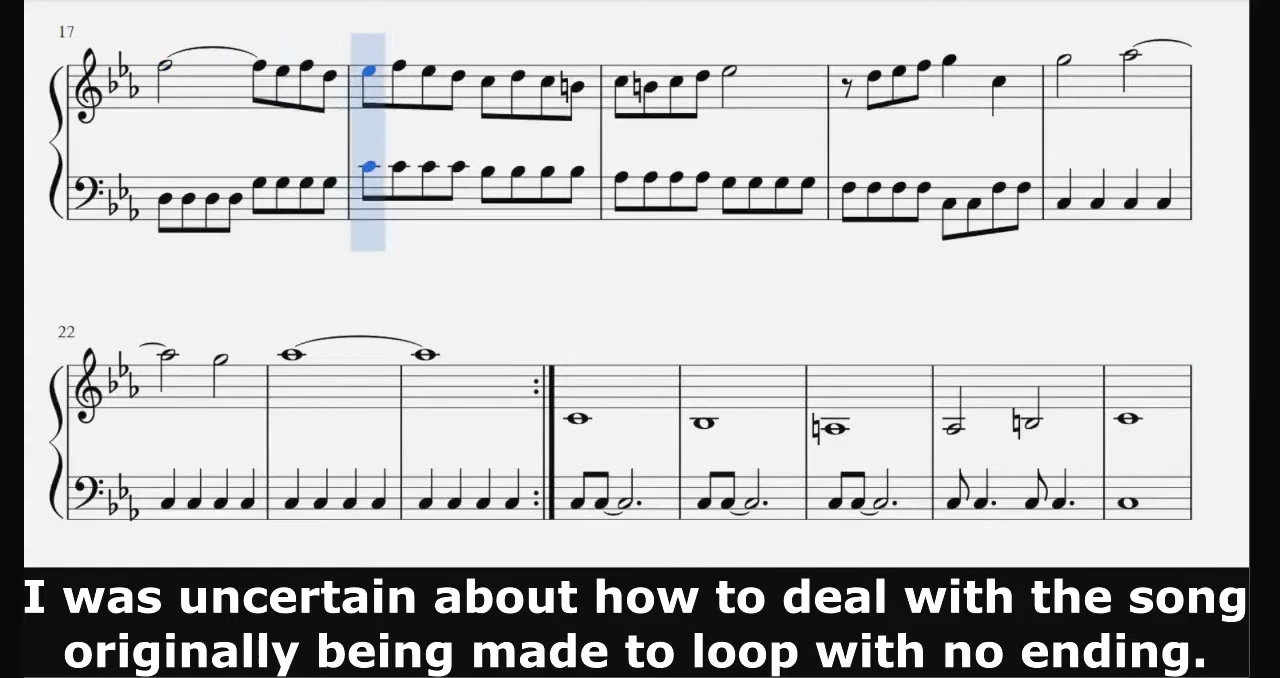 17
22
I was uncertain about how to deal with the song
originally being made to loop with no ending.